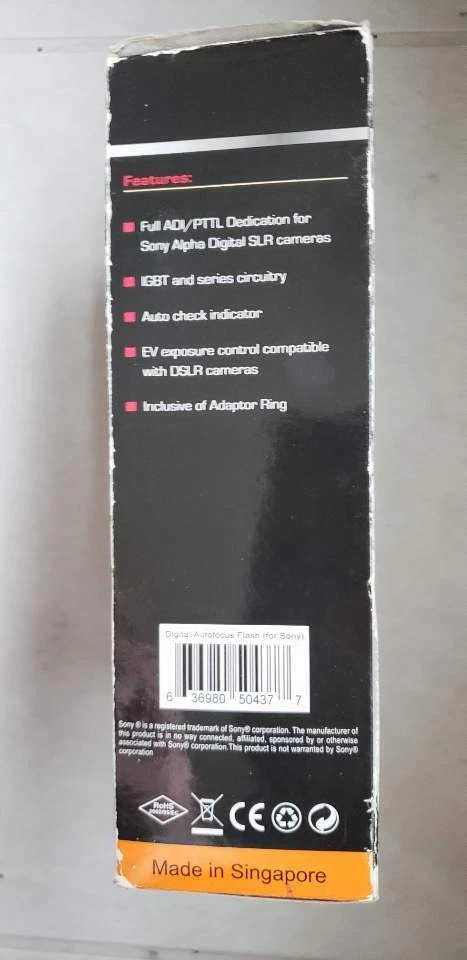 Features:
Full ADI/PTTL Dedication for
Sony Alpha Digital SLR cameras
IGBT and series circuitry
Auto check indicator
EV exposure control compatible
with DSLR cameras
Inclusive of Adaptor Ring
Digital Autofocus Flash (for Sony)
6 36980 50437 7
Sony ® is a registered trademark of Sony® corporation. The manufacturer of
this product is in no way connected, affiliated, sponsored by or otherwise
associated with Sony® corporation.This product is not warranted by Sony®
corporation
RoHS
2002/95/EC
CE
Made in Singapore